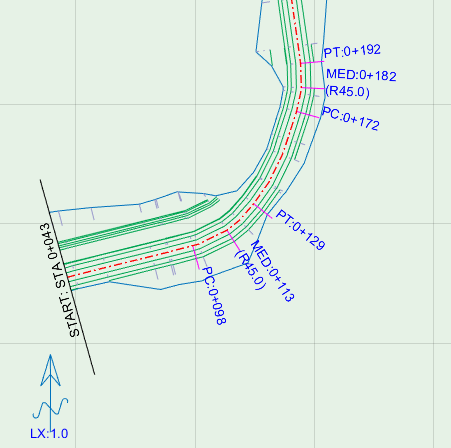 PT:0+192
MED:0+182
(R45.0)
PC:0+172
PT:0+129
MED:0+113
(R45.0)
PC:0+098
START: STA.0+043
LX:1.0